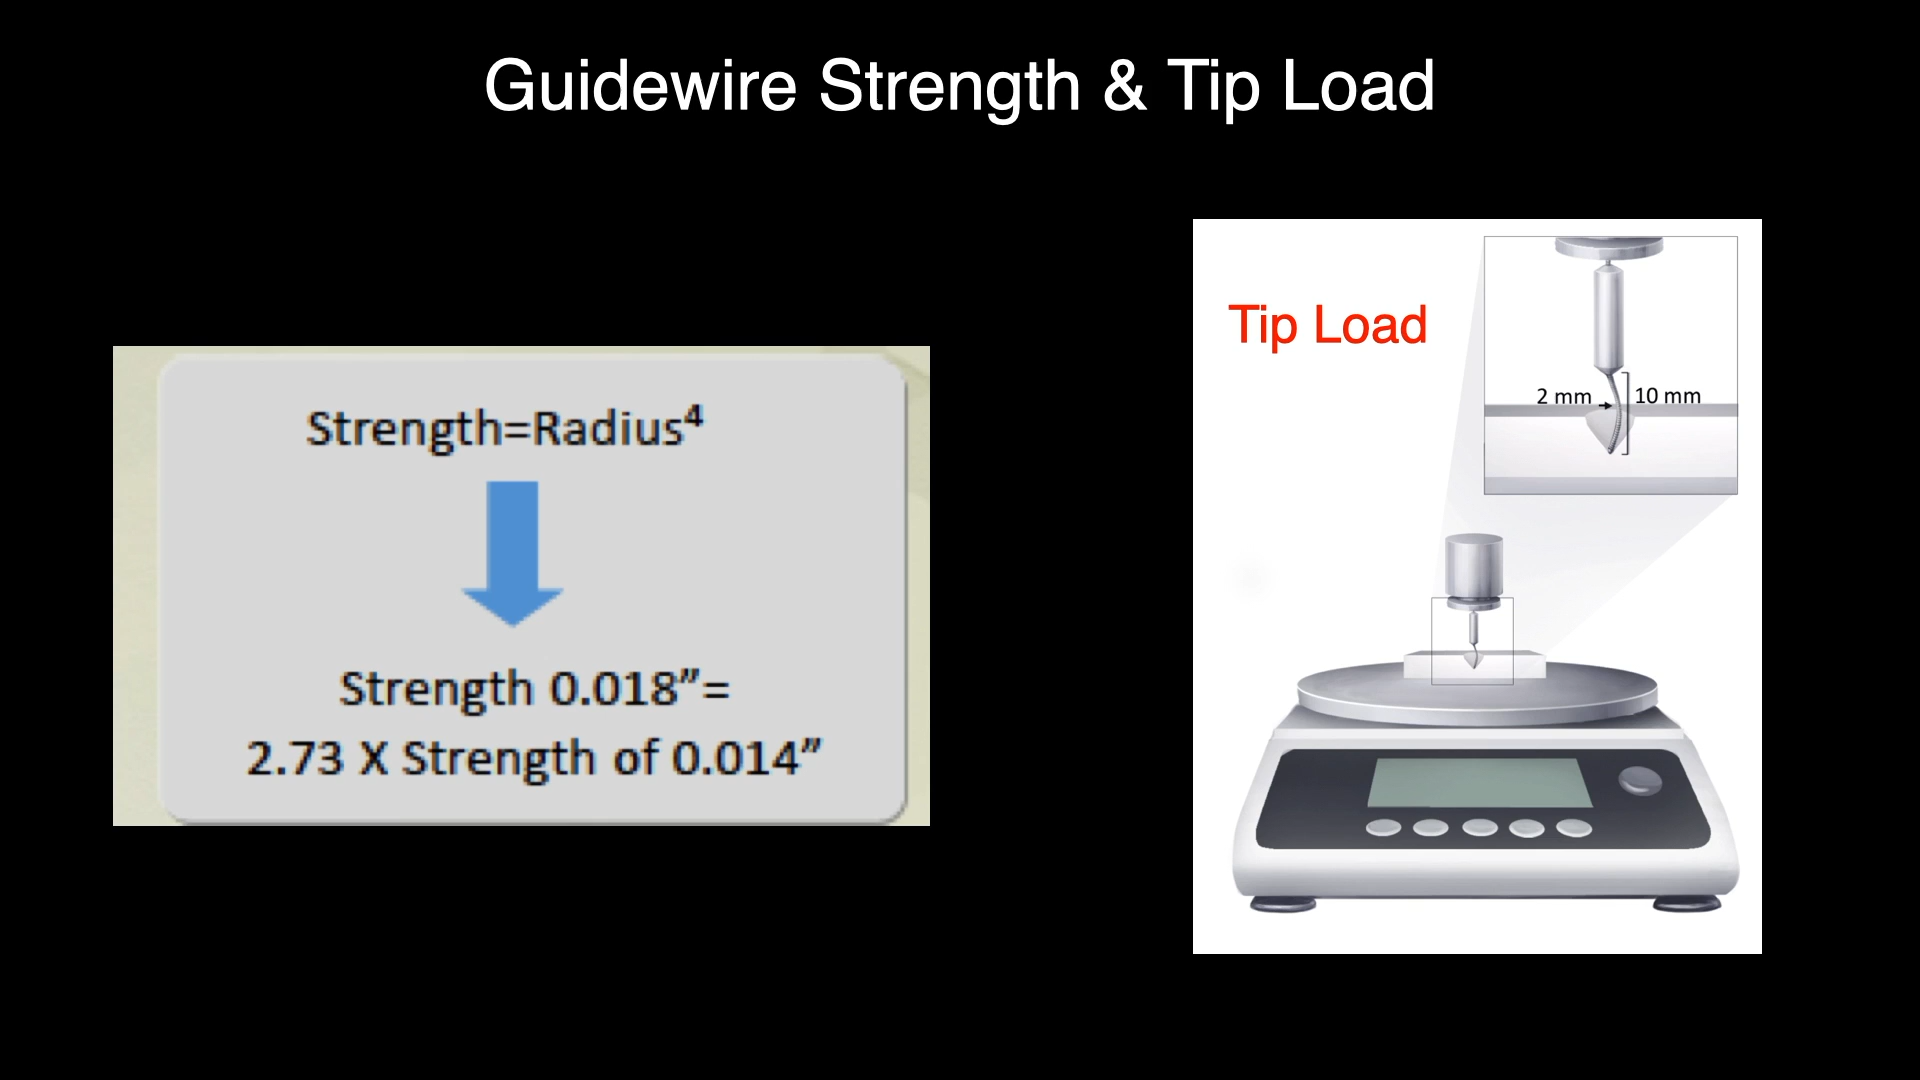 Guidewire Strength & Tip Load
Strength=Radius⁴
Strength 0.018”=
2.73 X Strength of 0.014”
Tip Load
2 mm
10 mm